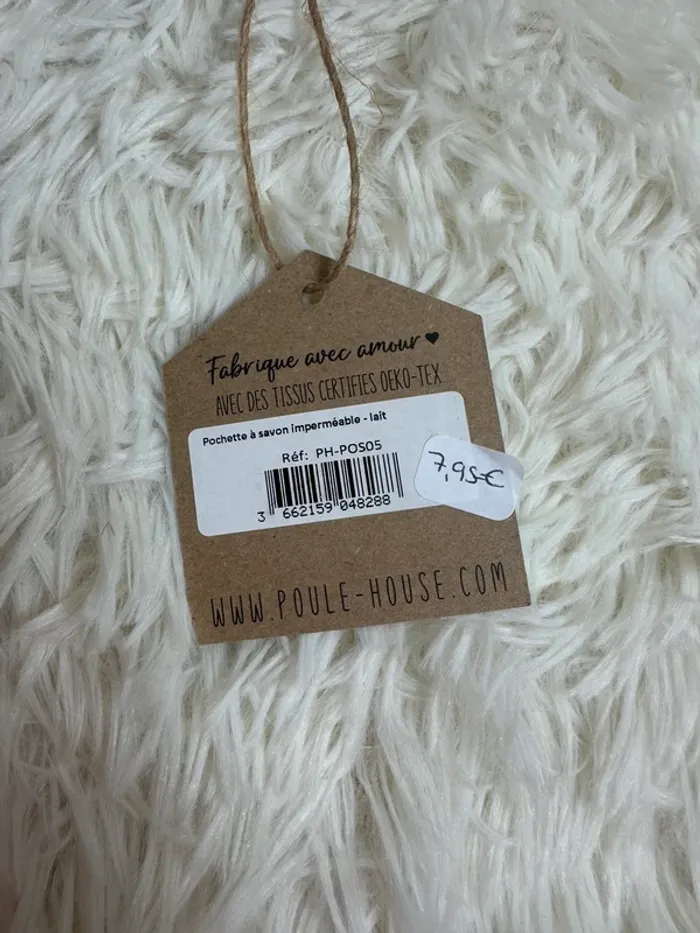 Fabrique avec amour ♥
AVEC DES TISSUS CERTIFIES OEKO-TEX
Pochette à savon imperméable - lait
Réf: PH-POS05
7,95€
3 662159 048288
WWW.POULE-HOUSE.COM